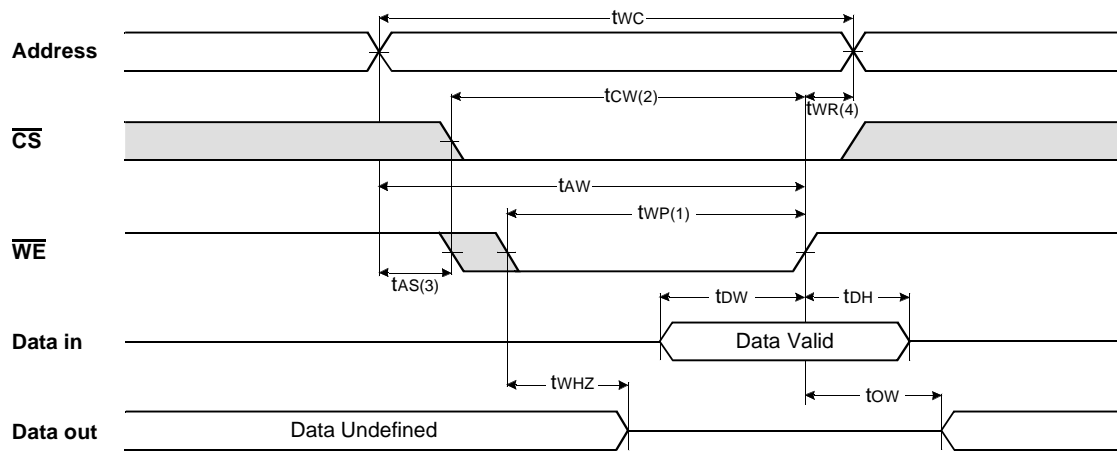 tWC
Address
tCW(2)
tWR(4)
CS
tAW
tWP(1)
WE
tAS(3)
tDW
tDH
Data in
Data Valid
tWHZ
tOW
Data out
Data Undefined